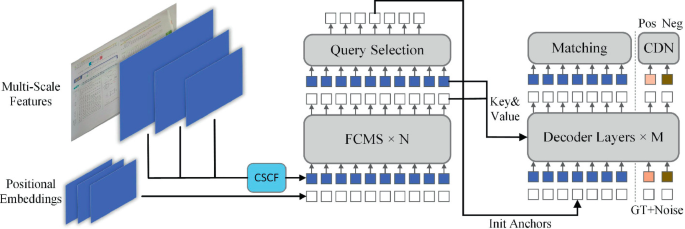 Multi-Scale
Features
Positional
Embeddings
CSCF
Query Selection
FCMS × N
Key&
Value
Init Anchors
Matching
Decoder Layers × M
Pos Neg
CDN
GT+Noise